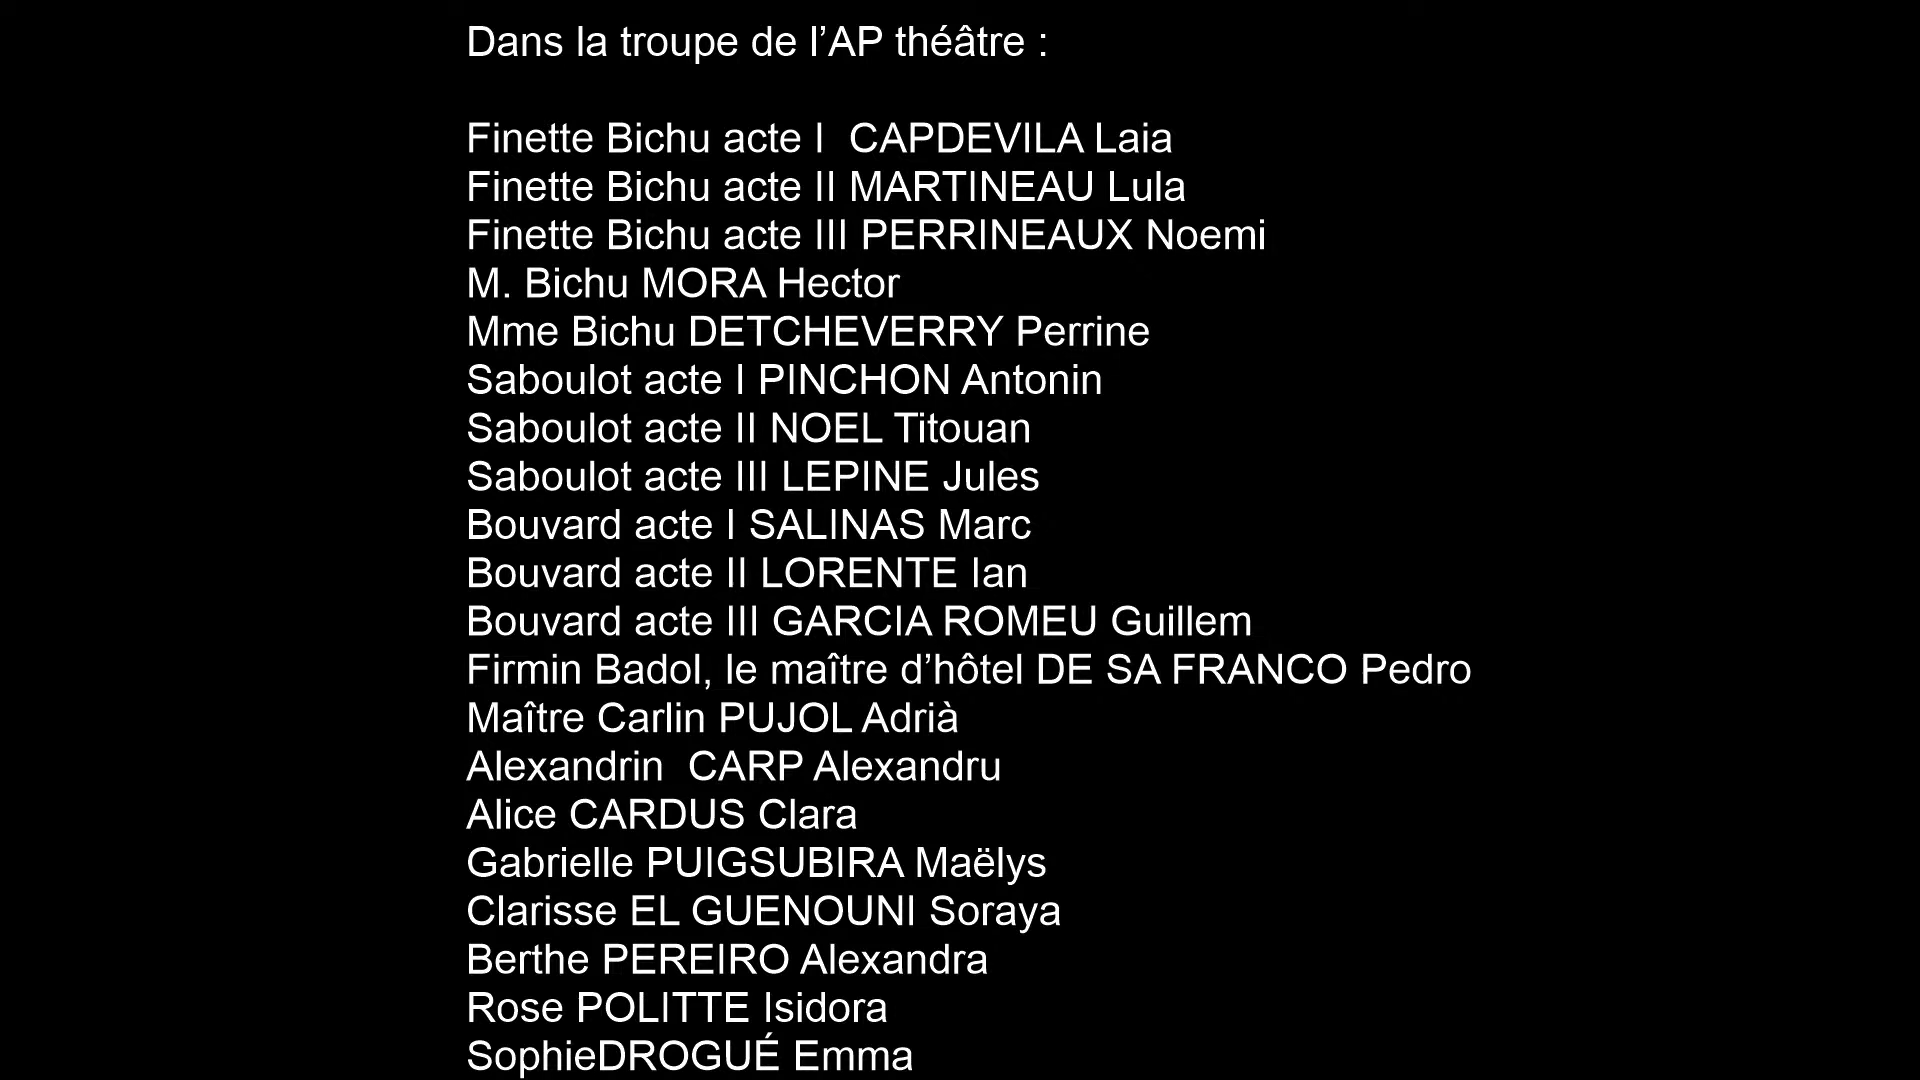 Dans la troupe de l’AP théâtre :
Finette Bichu acte I  CAPDEVILA Laia
Finette Bichu acte II MARTINEAU Lula
Finette Bichu acte III PERRINEAUX Noemi
M. Bichu MORA Hector
Mme Bichu DETCHEVERRY Perrine
Saboulot acte I PINCHON Antonin
Saboulot acte II NOEL Titouan
Saboulot acte III LEPINE Jules
Bouvard acte I SALINAS Marc
Bouvard acte II LORENTE Ian
Bouvard acte III GARCIA ROMEU Guillem
Firmin Badol, le maître d’hôtel DE SA FRANCO Pedro
Maître Carlin PUJOL Adrià
Alexandrin  CARP Alexandru
Alice CARDUS Clara
Gabrielle PUIGSUBIRA Maëlys
Clarisse EL GUENOUNI Soraya
Berthe PEREIRO Alexandra
Rose POLITTE Isidora
SophieDROGUÉ Emma